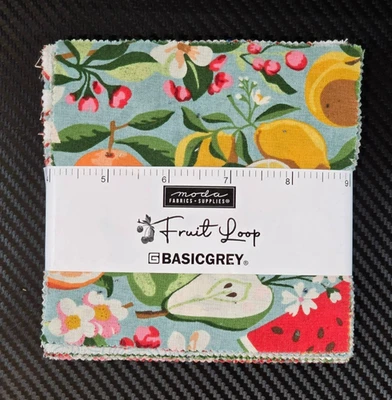 5 6 7 8 9
moda
FABRICS + SUPPLIES®
Fruit Loop
BASICGREY®